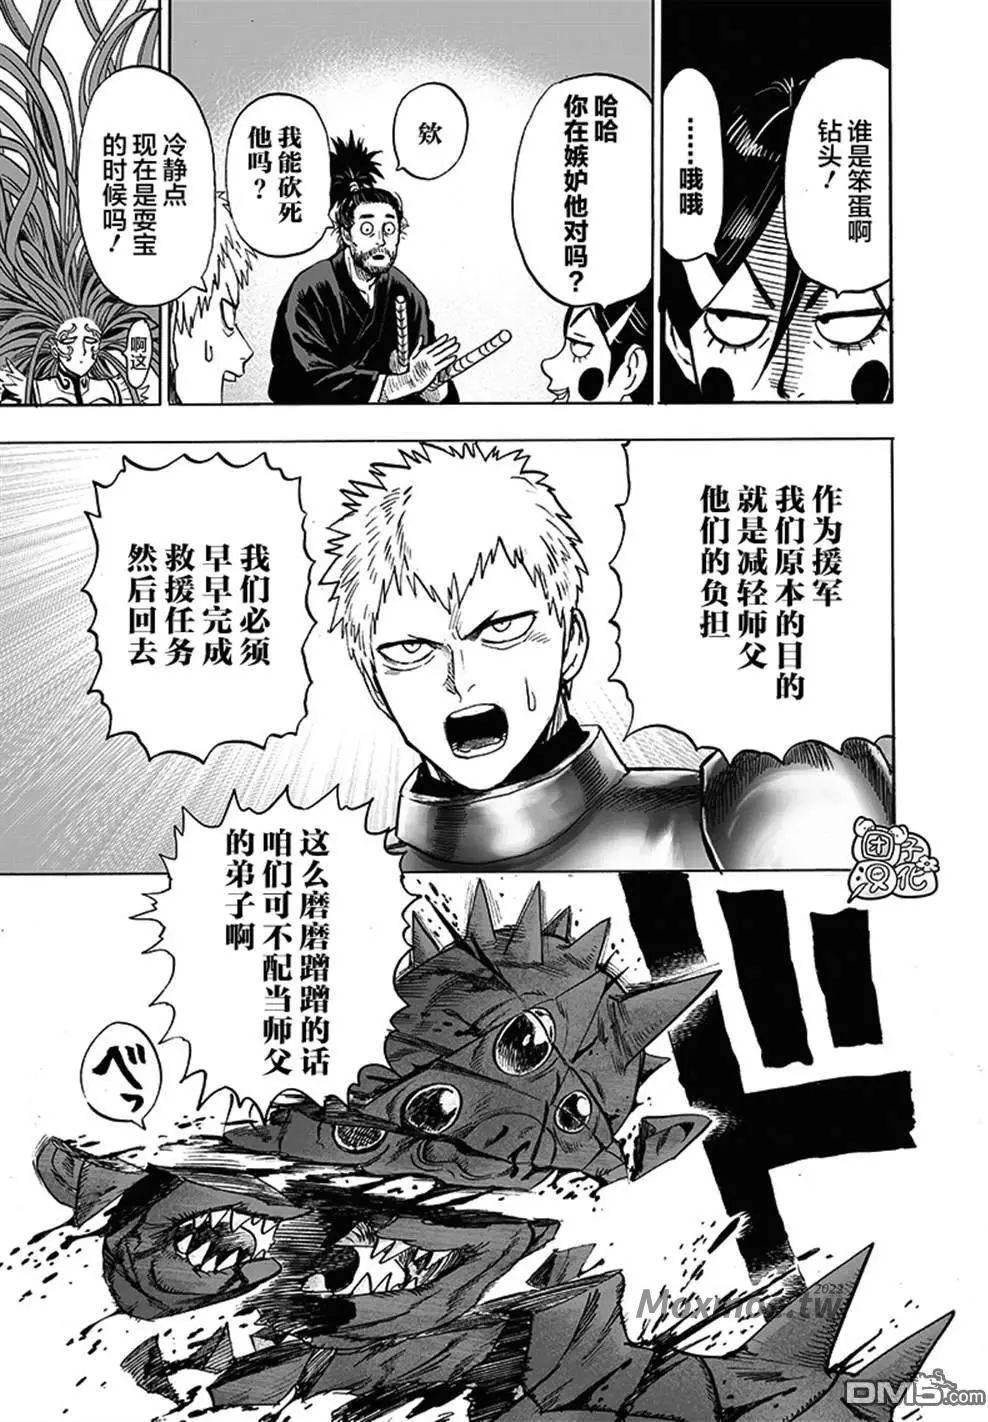 谁是笨蛋啊
钻头！
……哦哦
哈哈
你在嫉妒他对吗？
欸
我能砍死
他吗？
冷静点
现在是耍宝
的时候吗！
啊这
作为援军
我们原本的目的
就是减轻师父
他们的负担
我们必须
早早完成
救援任务
然后回去
这么磨磨蹭蹭的话
咱们可不配当师父
的弟子啊
べっ
团子
汉化
2022
DM5.com